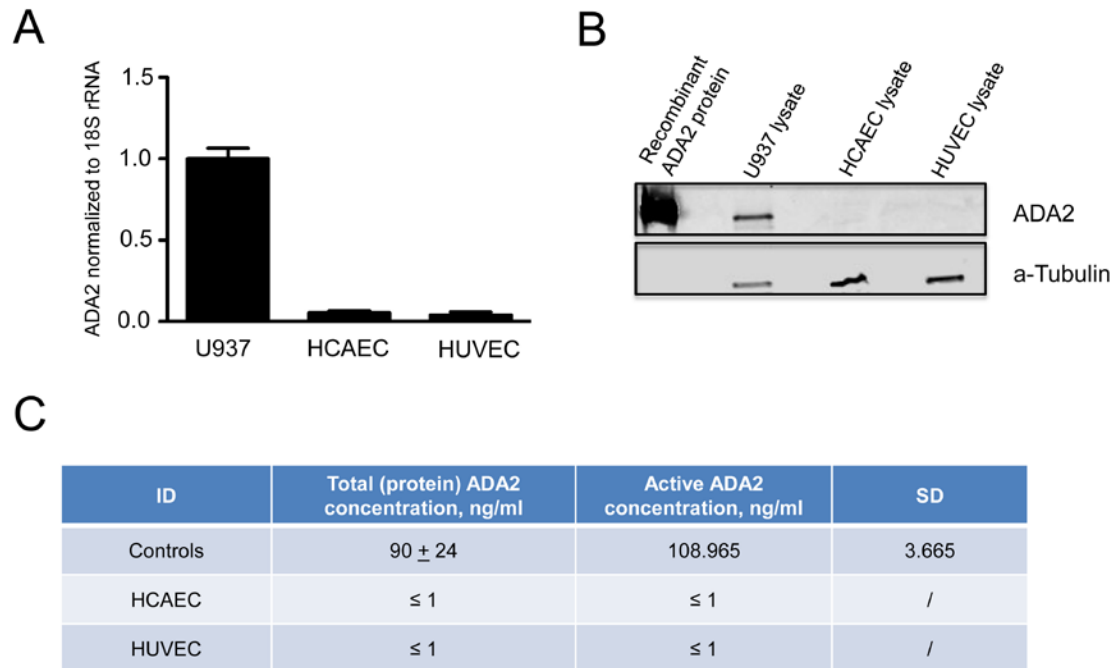 A
ADA2 normalized to 18S rRNA
1.5
1.0
0.5
0.0
U937
HCAEC
HUVEC
B
Recombinant
ADA2 protein
U937 lysate
HCAEC lysate
HUVEC lysate
ADA2
a-Tubulin
C
ID
Total (protein) ADA2
concentration, ng/ml
Active ADA2
concentration, ng/ml
SD
Controls
90 ± 24
108.965
3.665
HCAEC
≤ 1
≤ 1
/
HUVEC
≤ 1
≤ 1
/